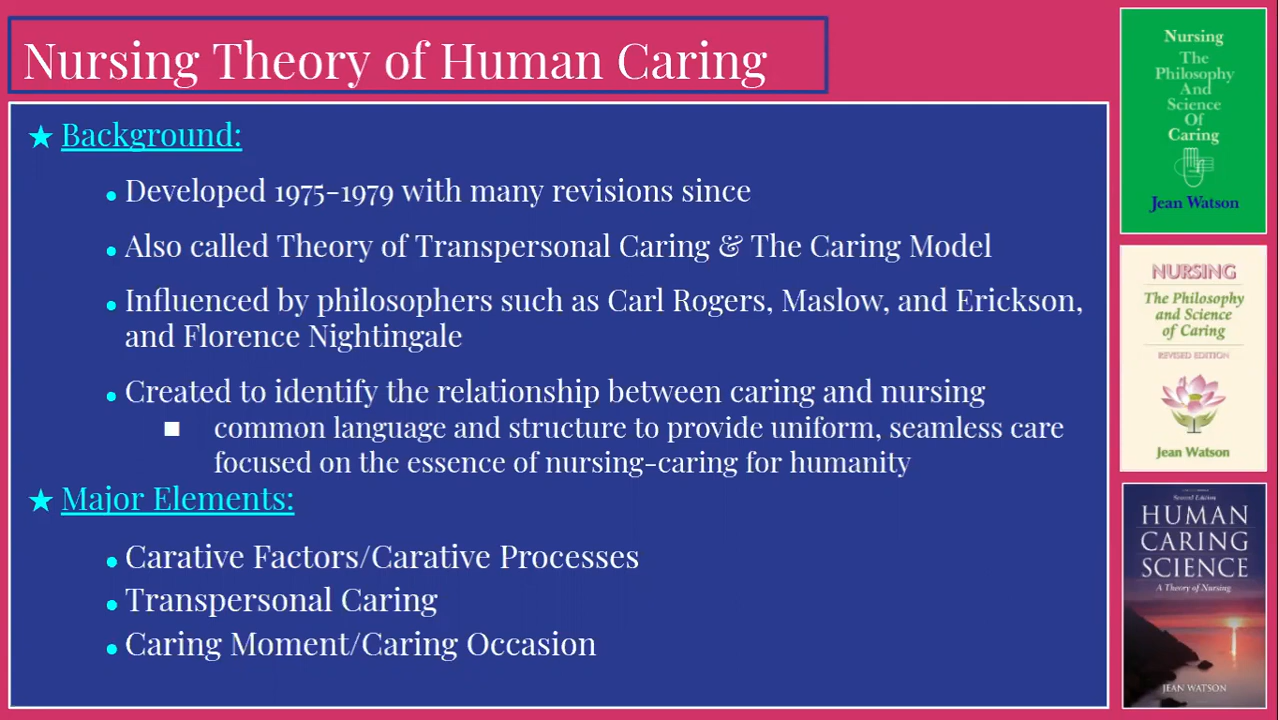 Nursing Theory of Human Caring
★ Background:
• Developed 1975-1979 with many revisions since
• Also called Theory of Transpersonal Caring & The Caring Model
• Influenced by philosophers such as Carl Rogers, Maslow, and Erickson,
and Florence Nightingale
• Created to identify the relationship between caring and nursing
■ common language and structure to provide uniform, seamless care
focused on the essence of nursing-caring for humanity
★ Major Elements:
• Carative Factors/Carative Processes
• Transpersonal Caring
• Caring Moment/Caring Occasion
Nursing
The
Philosophy
And
Science
Of
Caring
Jean Watson
NURSING
The Philosophy
and Science
of Caring
REVISED EDITION
Jean Watson
Second Edition
HUMAN
CARING
SCIENCE
A Theory of Nursing
JEAN WATSON